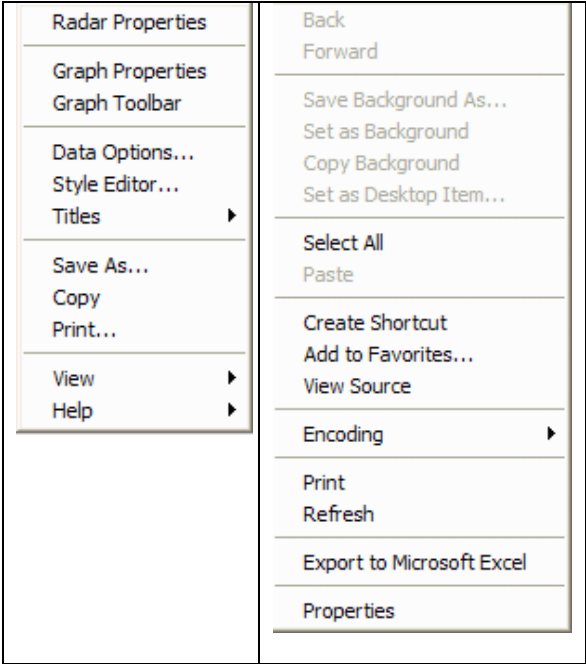 Radar Properties
Graph Properties
Graph Toolbar
Data Options...
Style Editor...
Titles
Save As...
Copy
Print...
View
Help
Back
Forward
Save Background As...
Set as Background
Copy Background
Set as Desktop Item...
Select All
Paste
Create Shortcut
Add to Favorites...
View Source
Encoding
Print
Refresh
Export to Microsoft Excel
Properties